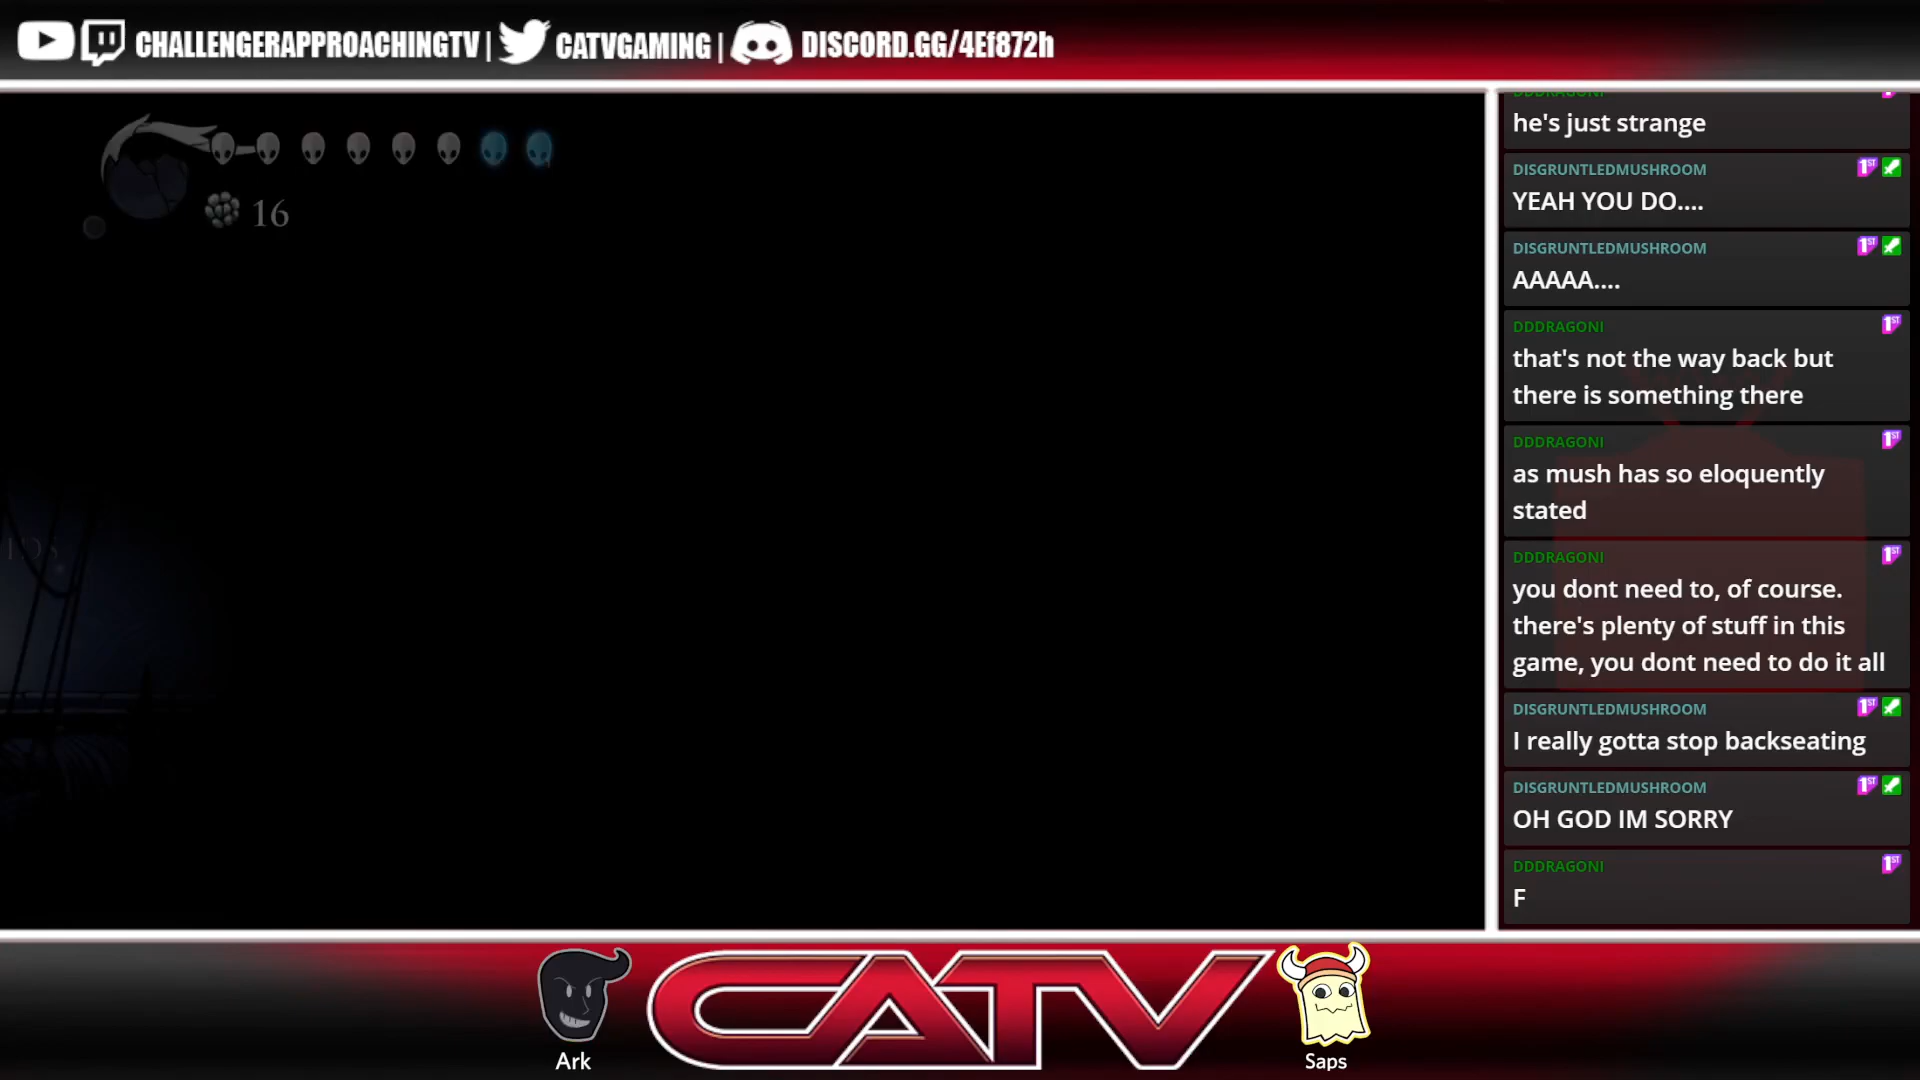 CHALLENGERAPPROACHINGTV | CATVGAMING | DISCORD.GG/4Ef872h
16
DDDRAGONI
he's just strange
DISGRUNTLEDMUSHROOM
YEAH YOU DO....
DISGRUNTLEDMUSHROOM
AAAAA....
DDDRAGONI
that's not the way back but
there is something there
DDDRAGONI
as mush has so eloquently
stated
DDDRAGONI
you dont need to, of course.
there's plenty of stuff in this
game, you dont need to do it all
DISGRUNTLEDMUSHROOM
I really gotta stop backseating
DISGRUNTLEDMUSHROOM
OH GOD IM SORRY
DDDRAGONI
F
Ark
CATV
Saps